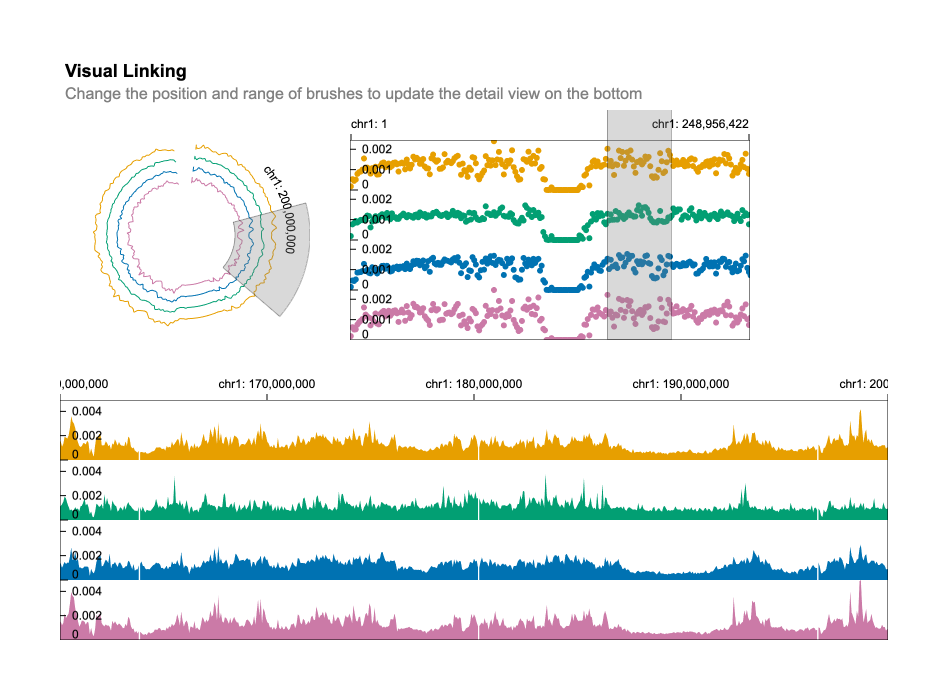 Visual Linking
Change the position and range of brushes to update the detail view on the bottom
chr1: 1
chr1: 248,956,422
chr1: 200,000,000
0.002
0.001
0
0.002
0.001
0
0.002
0.001
0
0.002
0.001
0
0,000,000
chr1: 170,000,000
chr1: 180,000,000
chr1: 190,000,000
chr1: 200
0.004
0.002
0
0.004
0.002
0
0.004
0.002
0
0.004
0.002
0